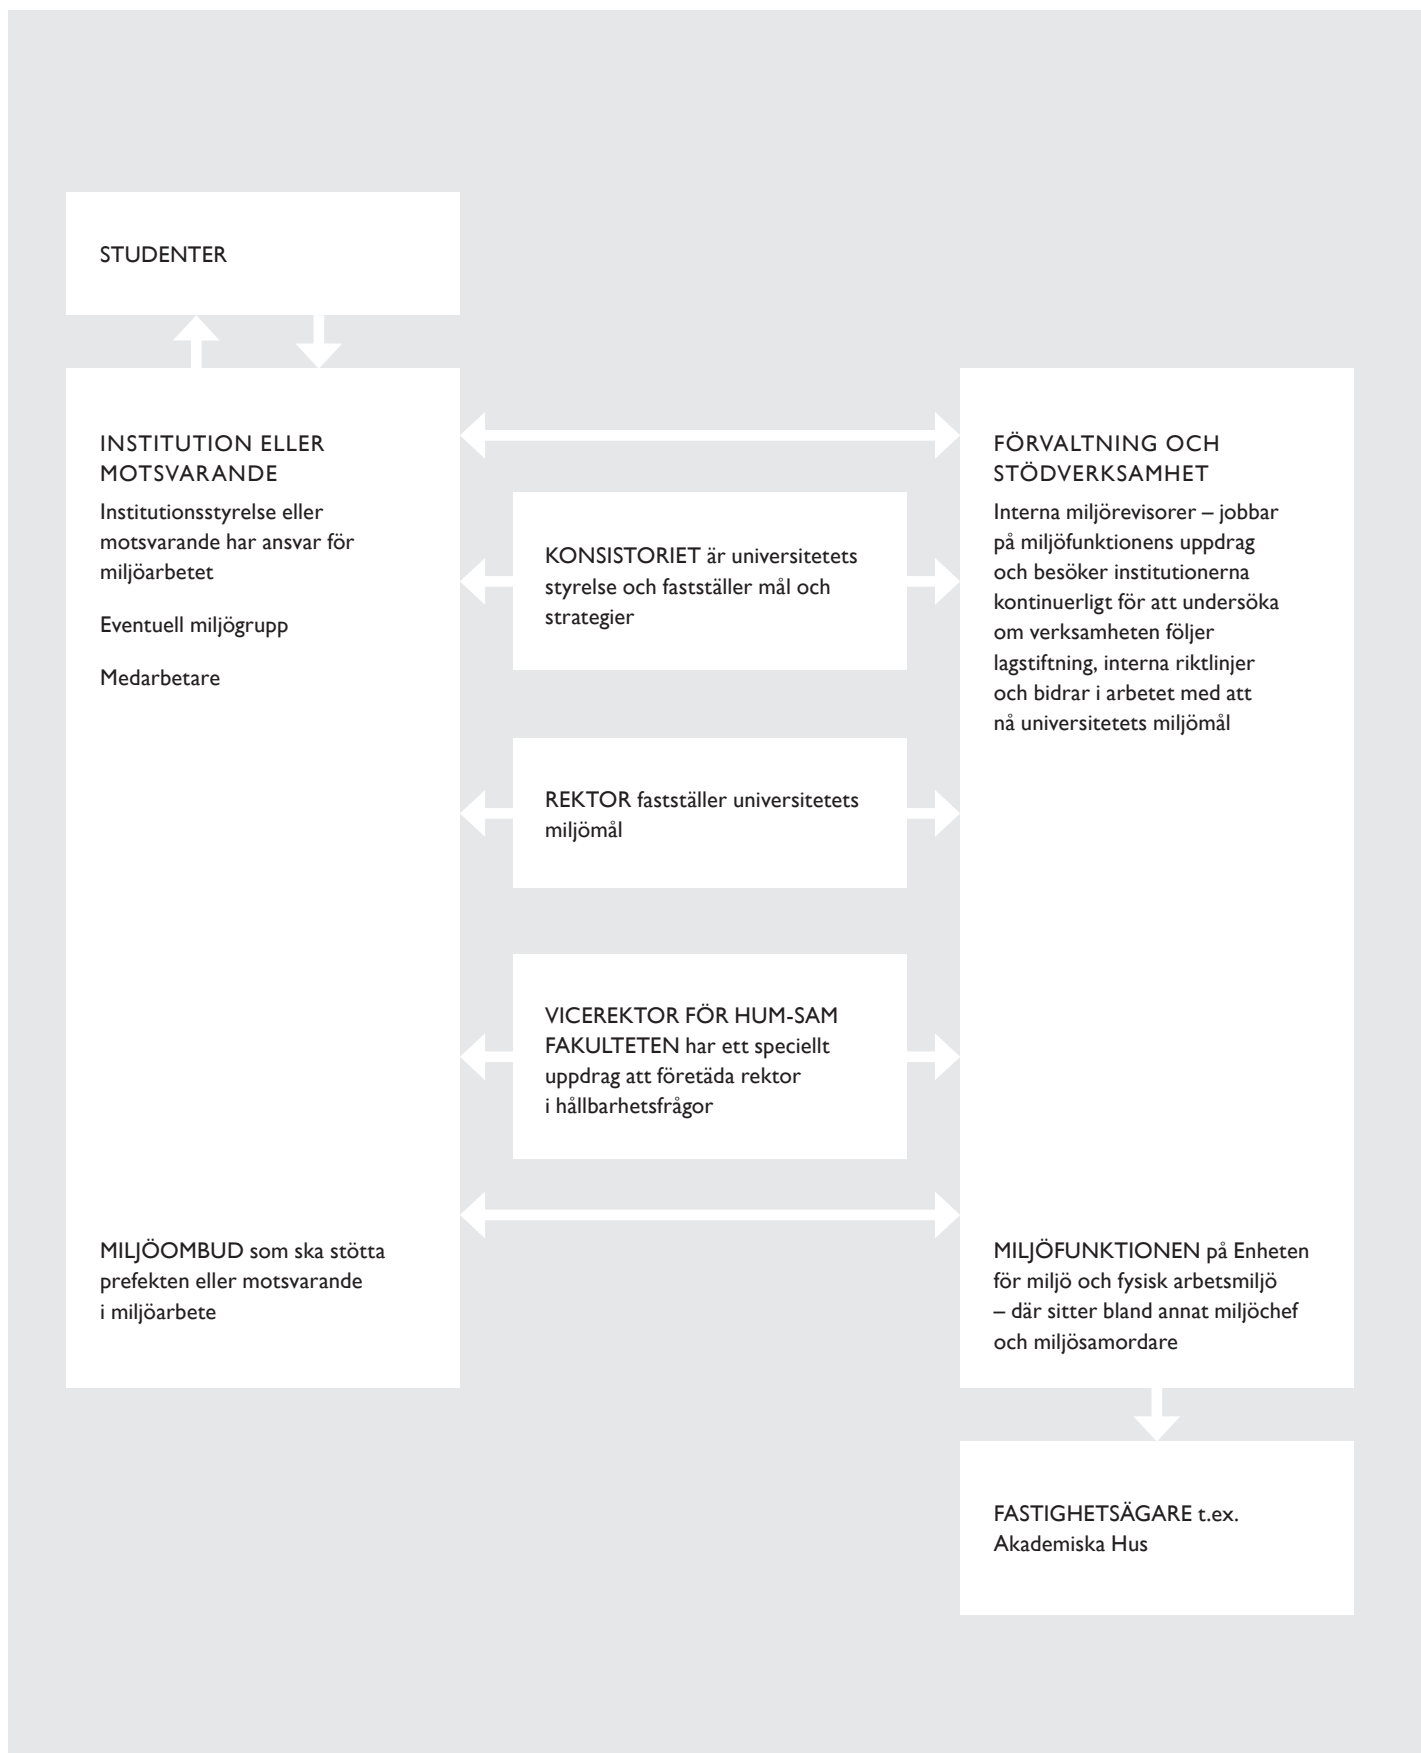 STUDENTER
INSTITUTION ELLER
MOTSVARANDE
Institutionsstyrelse eller
motsvarande har ansvar för
miljöarbetet
Eventuell miljögrupp
Medarbetare
MILJÖOMBUD som ska stötta
prefekten eller motsvarande
i miljöarbete
KONSISTORIET är universitetets
styrelse och fastställer mål och
strategier
REKTOR fastställer universitetets
miljömål
VICEREKTOR FÖR HUM-SAM
FAKULTETEN har ett speciellt
uppdrag att företäda rektor
i hållbarhetsfrågor
FÖRVALTNING OCH
STÖDVERKSAMHET
Interna miljörevisorer – jobbar
på miljöfunktionens uppdrag
och besöker institutionerna
kontinuerligt för att undersöka
om verksamheten följer
lagstiftning, interna riktlinjer
och bidrar i arbetet med att
nå universitetets miljömål
MILJÖFUNKTIONEN på Enheten
för miljö och fysisk arbetsmiljö
– där sitter bland annat miljöchef
och miljösamordare
FASTIGHETSÄGARE t.ex.
Akademiska Hus